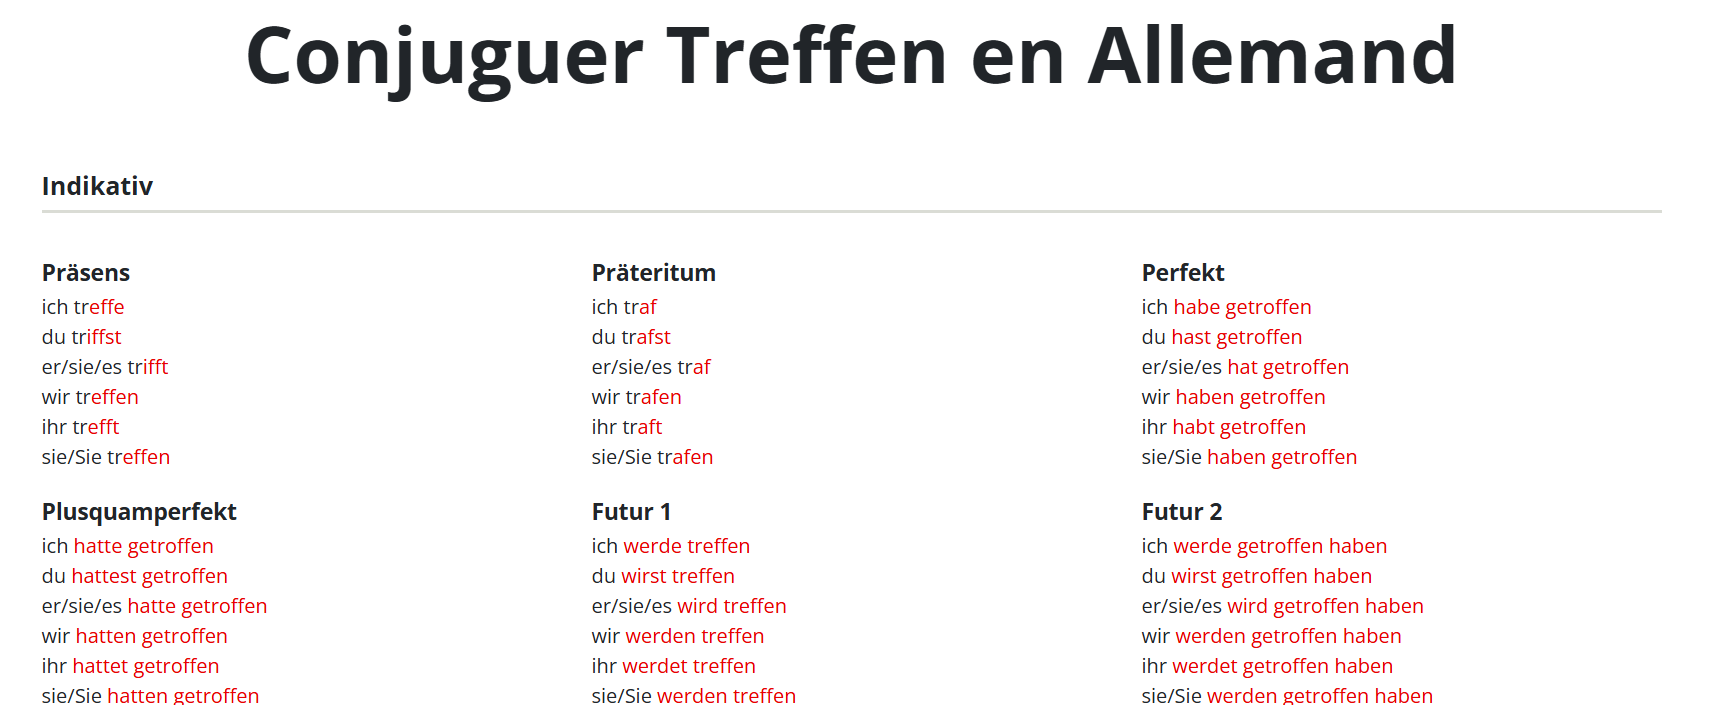 Conjuguer Treffen en Allemand
Indikativ
Präsens
ich treffe
du triffst
er/sie/es trifft
wir treffen
ihr trefft
sie/Sie treffen
Präteritum
ich traf
du trafst
er/sie/es traf
wir trafen
ihr traft
sie/Sie trafen
Perfekt
ich habe getroffen
du hast getroffen
er/sie/es hat getroffen
wir haben getroffen
ihr habt getroffen
sie/Sie haben getroffen
Plusquamperfekt
ich hatte getroffen
du hattest getroffen
er/sie/es hatte getroffen
wir hatten getroffen
ihr hattet getroffen
sie/Sie hatten getroffen
Futur 1
ich werde treffen
du wirst treffen
er/sie/es wird treffen
wir werden treffen
ihr werdet treffen
sie/Sie werden treffen
Futur 2
ich werde getroffen haben
du wirst getroffen haben
er/sie/es wird getroffen haben
wir werden getroffen haben
ihr werdet getroffen haben
sie/Sie werden getroffen haben